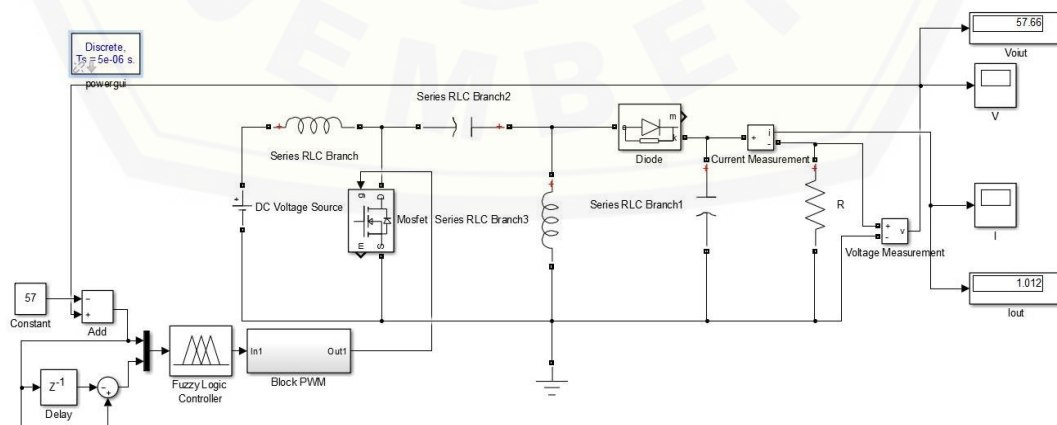 57.66
Voiut
Discrete,
Ts = 5e-06 s.
powergui
Series RLC Branch2
V
m
a
k
Diode
+
i
-
Current Measurement
Series RLC Branch
+
DC Voltage Source
g
D
m
S
Mosfet
Series RLC Branch3
Series RLC Branch1
R
I
+
-
v
Voltage Measurement
1.012
Iout
57
Constant
-
+
Add
Fuzzy Logic
Controller
In1
Out1
Block PWM
Z-1
Delay
-
+
EMBE